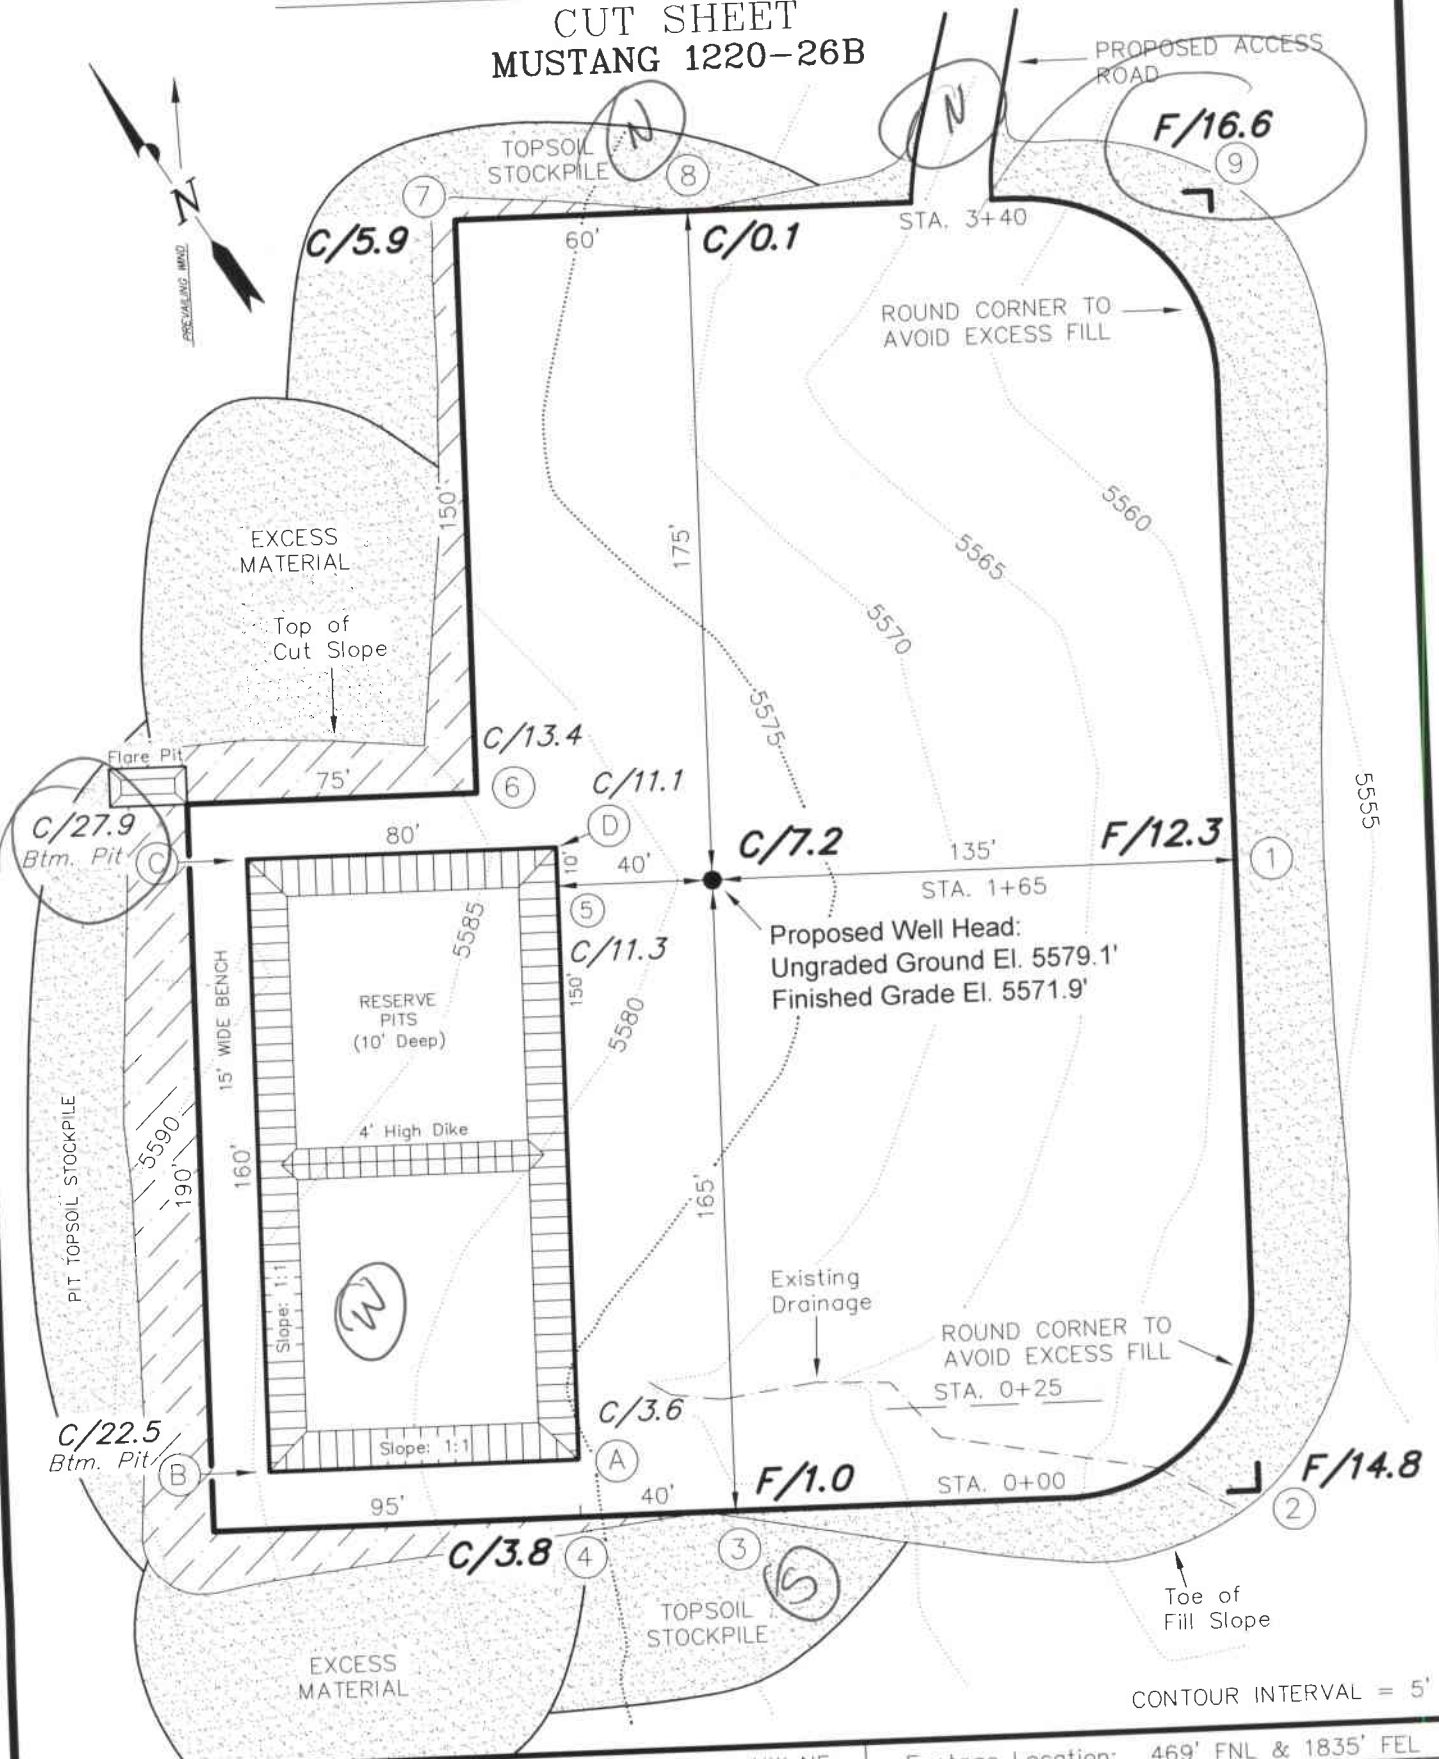 CUT SHEET
MUSTANG 1220-26B
PROPOSED ACCESS
ROAD
N
N
F/16.6
9
TOPSOIL
STOCKPILE
8
7
N
PREVAILING WIND
C/5.9
60'
C/0.1
STA. 3+40
ROUND CORNER TO
AVOID EXCESS FILL
150'
175'
5560
5565
5570
5575
EXCESS
MATERIAL
Top of
Cut Slope
Flare Pit
75'
C/13.4
6
C/11.1
D
5555
C/27.9
Btm. Pit
C
80'
10'
40'
C/7.2
135'
F/12.3
1
STA. 1+65
5
C/11.3
Proposed Well Head:
Ungraded Ground El. 5579.1'
Finished Grade El. 5571.9'
5585
15' WIDE BENCH
RESERVE
PITS
(10' Deep)
150'
5580
4' High Dike
PIT TOPSOIL STOCKPILE
5590
190'
160'
165'
W
Slope: 1:1
Existing
Drainage
ROUND CORNER TO
AVOID EXCESS FILL
STA. 0+25
C/22.5
Btm. Pit
B
Slope: 1:1
C/3.6
A
95'
40'
F/1.0
STA. 0+00
F/14.8
2
C/3.8
4
3
S
TOPSOIL
STOCKPILE
Toe of
Fill Slope
EXCESS
MATERIAL
CONTOUR INTERVAL = 5'
Footage Location: 469' FNL & 1835' FEL